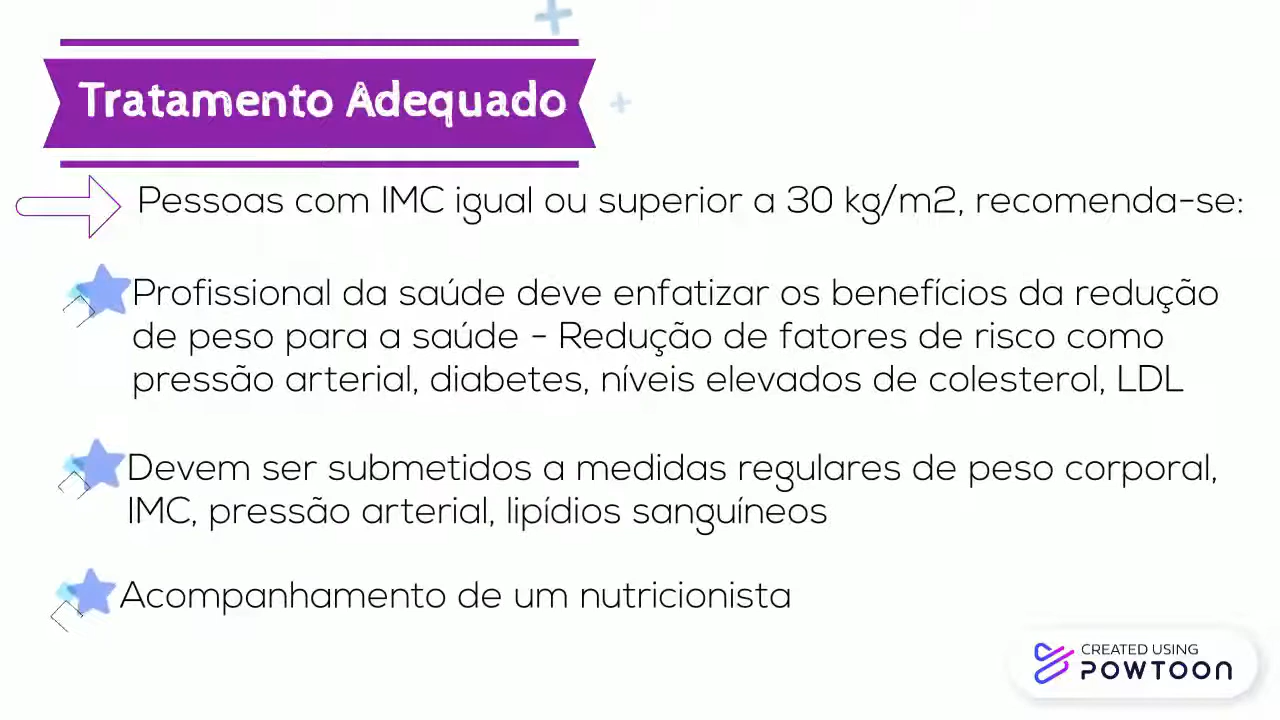 Tratamento Adequado
Pessoas com IMC igual ou superior a 30 kg/m2, recomenda-se:
Profissional da saúde deve enfatizar os benefícios da redução
de peso para a saúde - Redução de fatores de risco como
pressão arterial, diabetes, níveis elevados de colesterol, LDL
Devem ser submetidos a medidas regulares de peso corporal,
IMC, pressão arterial, lipídios sanguíneos
Acompanhamento de um nutricionista
CREATED USING
POWTOON